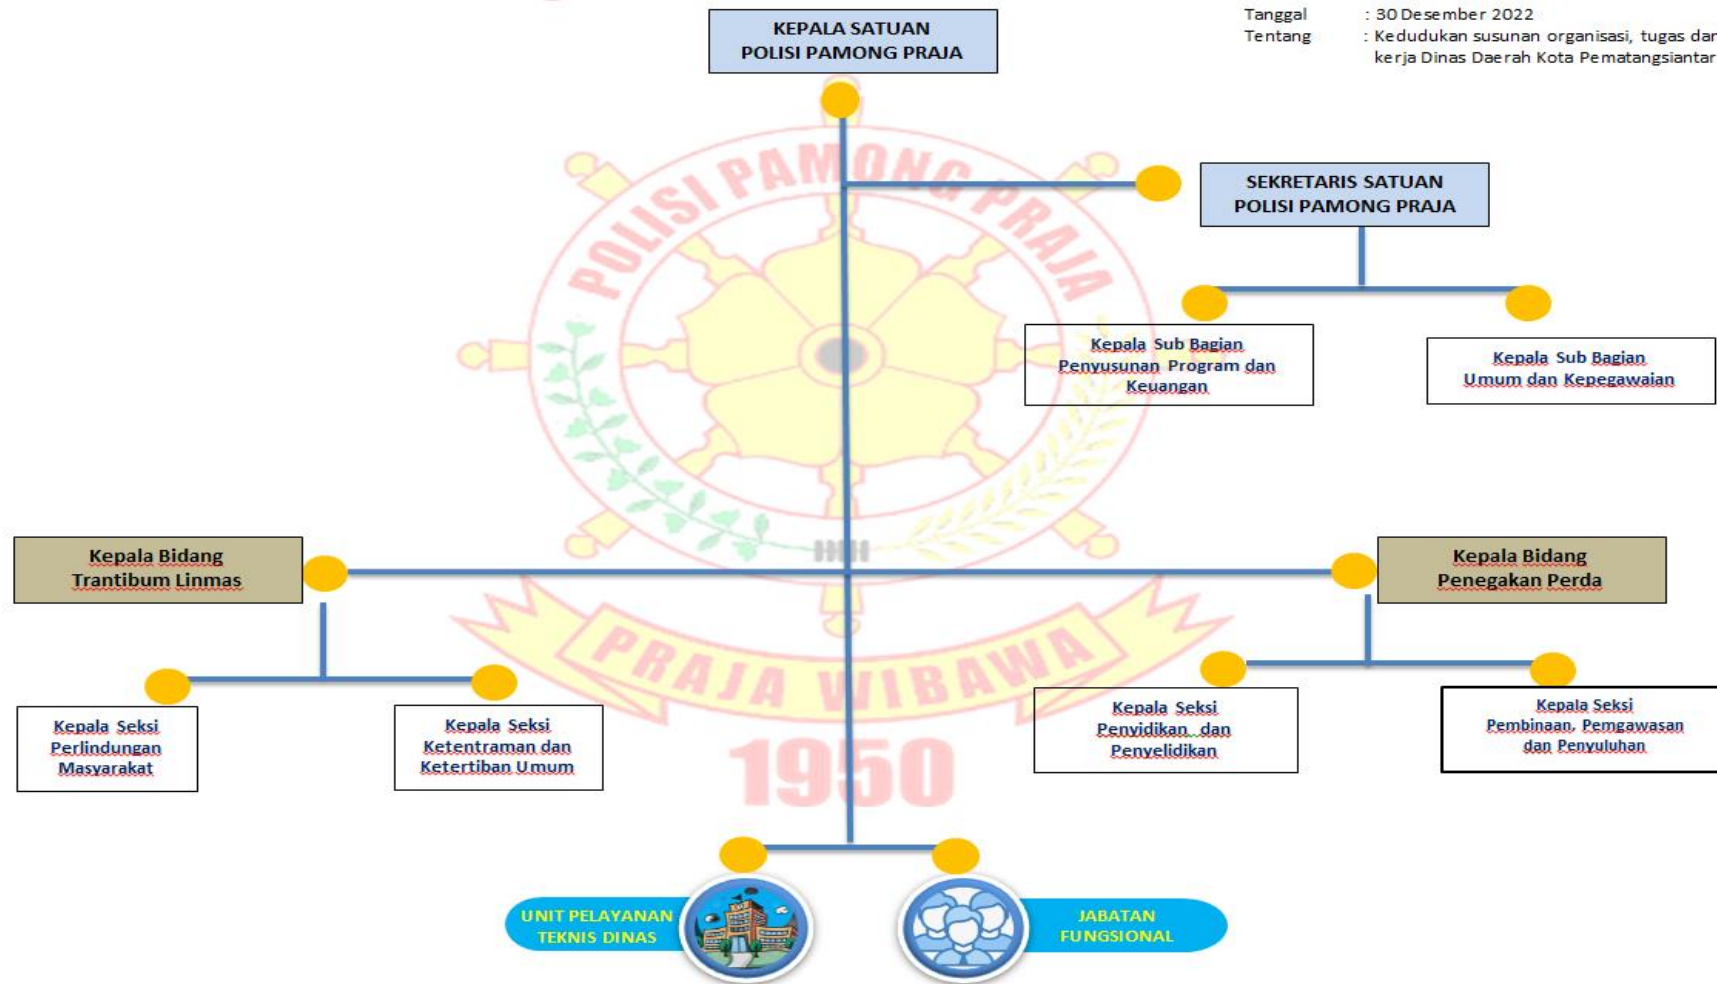 Tanggal : 30 Desember 2022
Tentang : Kedudukan susunan organisasi, tugas dan
kerja Dinas Daerah Kota Pematangsiantar
KEPALA SATUAN
POLISI PAMONG PRAJA
SEKRETARIS SATUAN
POLISI PAMONG PRAJA
Kepala Sub Bagian
Penyusunan Program dan
Keuangan
Kepala Sub Bagian
Umum dan Kepegawaian
POLISI PAMONG PRAJA
Kepala Bidang
Trantibum Linmas
Kepala Bidang
Penegakan Perda
PRAJA WIBAWA
Kepala Seksi
Perlindungan
Masyarakat
Kepala Seksi
Ketentraman dan
Ketertiban Umum
Kepala Seksi
Penyidikan dan
Penyelidikan
Kepala Seksi
Pembinaan, Pemgawasan
dan Penyuluhan
1950
UNIT PELAYANAN
TEKNIS DINAS
JABATAN
FUNGSIONAL